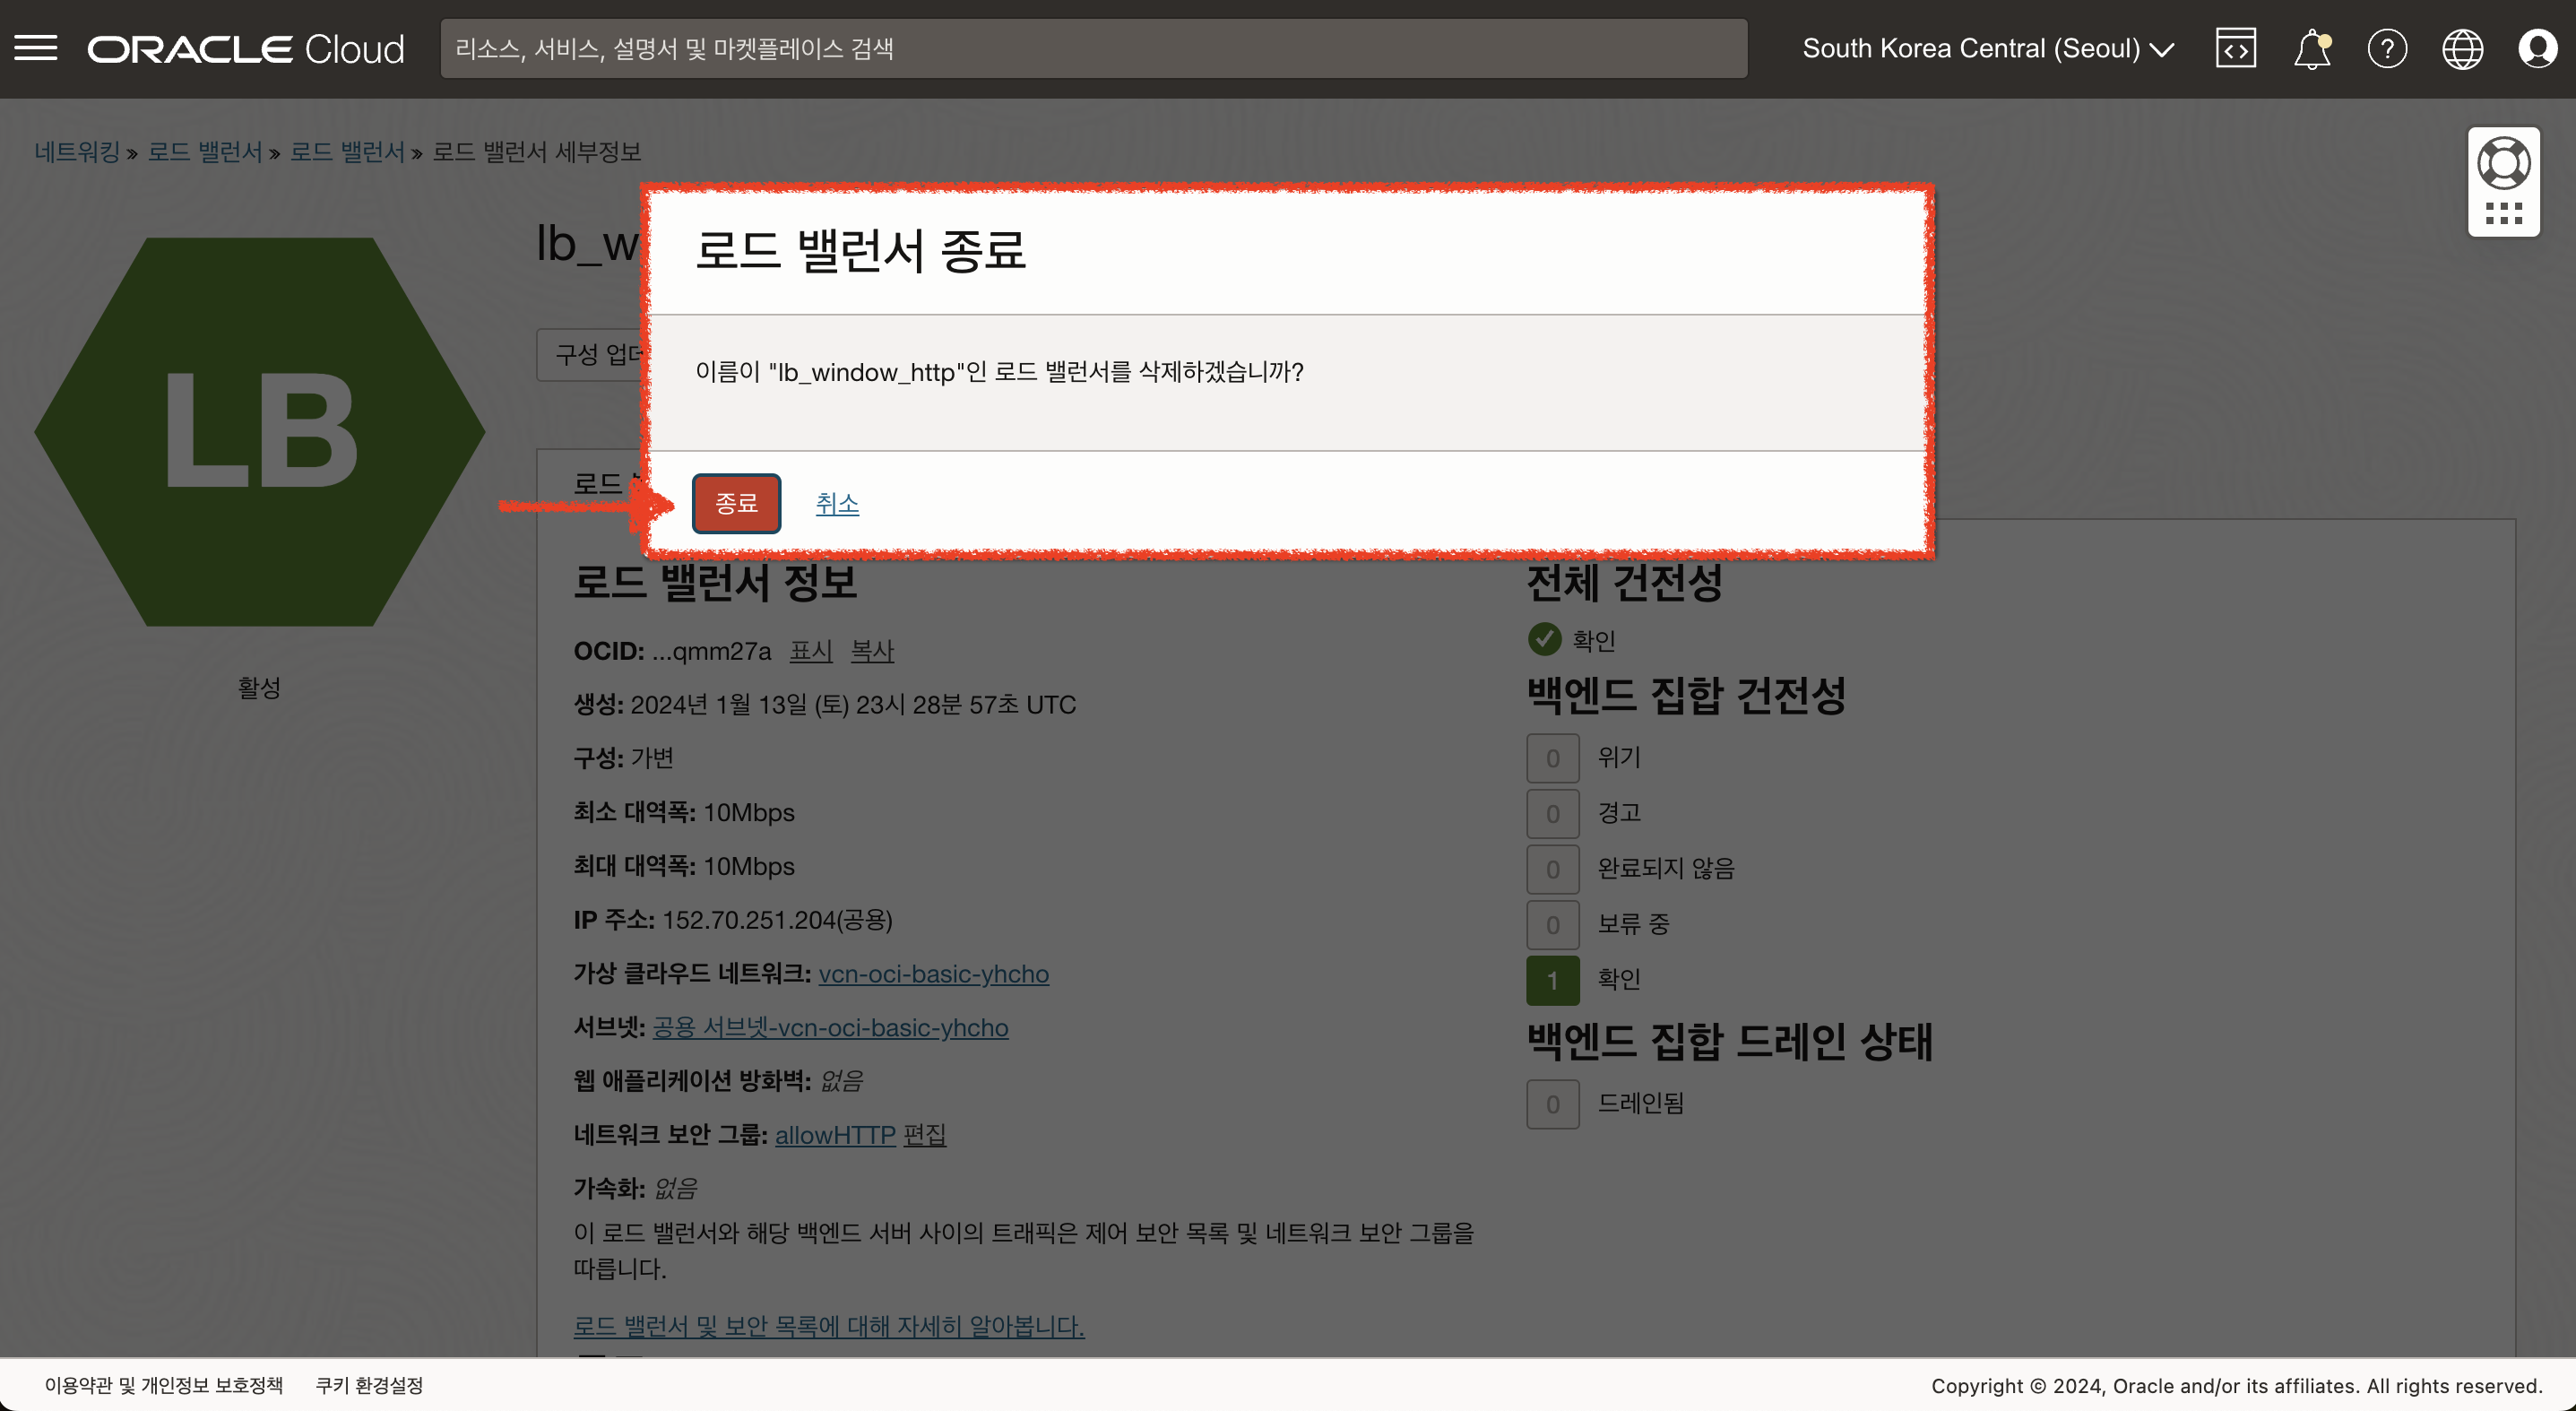 ORACLE Cloud
리소스, 서비스, 설명서 및 마켓플레이스 검색
South Korea Central (Seoul)
네트워킹 » 로드 밸런서 » 로드 밸런서 » 로드 밸런서 세부정보
lb_w
로드 밸런서 종료
구성 업데
이름이 "lb_window_http"인 로드 밸런서를 삭제하겠습니까?
LB
로드
종료 취소
활성
로드 밸런서 정보
OCID: ...qmm27a 표시 복사
생성: 2024년 1월 13일 (토) 23시 28분 57초 UTC
구성: 가변
최소 대역폭: 10Mbps
최대 대역폭: 10Mbps
IP 주소: 152.70.251.204(공용)
가상 클라우드 네트워크: vcn-oci-basic-yhcho
서브넷: 공용 서브넷-vcn-oci-basic-yhcho
웹 애플리케이션 방화벽: 없음
네트워크 보안 그룹: allowHTTP 편집
가속화: 없음
이 로드 밸런서와 해당 백엔드 서버 사이의 트래픽은 제어 보안 목록 및 네트워크 보안 그룹을
따릅니다.
로드 밸런서 및 보안 목록에 대해 자세히 알아봅니다.
전체 건전성
확인
백엔드 집합 건전성
0 위기
0 경고
0 완료되지 않음
0 보류 중
1 확인
백엔드 집합 드레인 상태
0 드레인됨
이용약관 및 개인정보 보호정책 쿠키 환경설정
Copyright © 2024, Oracle and/or its affiliates. All rights reserved.